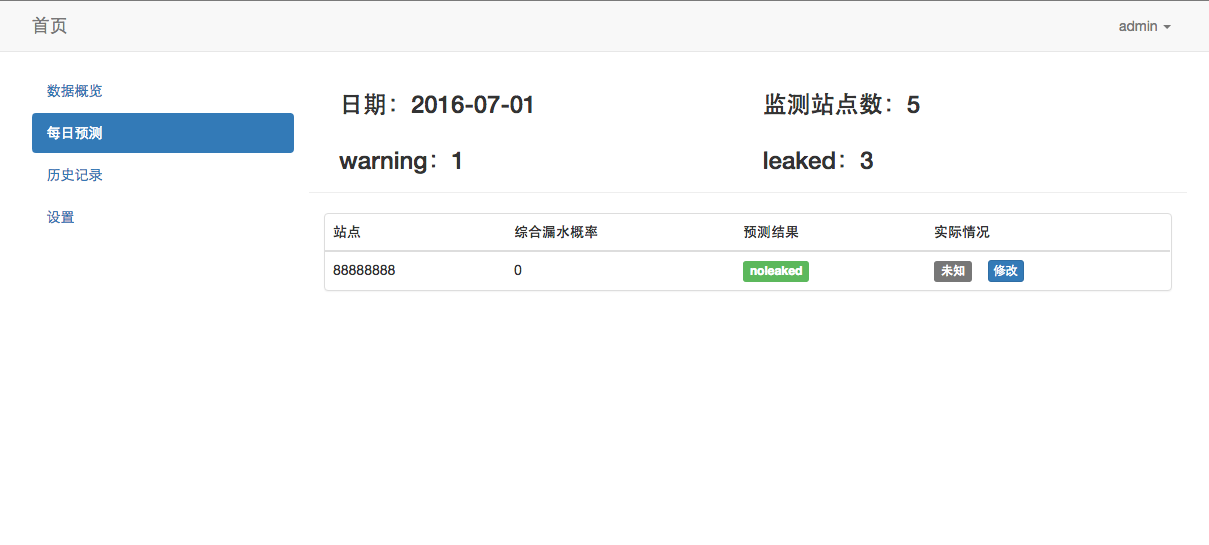 首页 admin
数据概览
每日预测
历史记录
设置
日期：2016-07-01 监测站点数：5
warning：1 leaked：3
站点 综合漏水概率 预测结果 实际情况
88888888 0 noleaked 未知 修改